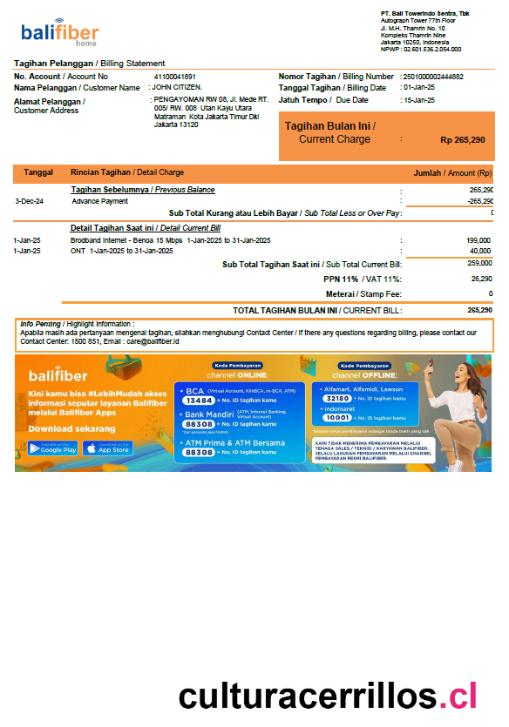 balifiber
home
PT. Bali Towerindo Sentra, Tbk
Autograph Tower 77th Floor
Jl. M.H. Thamrin No. 10
Kompleks Thamrin Nine
Jakarta 10230, Indonesia
NPWP : 02.601.636.2.054.000
Tagihan Pelanggan / Billing Statement
No. Account / Account No 41100041891
Nama Pelanggan / Customer Name : JOHN CITIZEN.
Alamat Pelanggan / Customer Address : PENGAYOMAN RW 08, Jl. Mede RT.
005/ RW. 008 Utan Kayu Utara
Matraman Kota Jakarta Timur Dki
Jakarta 13120
Nomor Tagihan / Billing Number : 2501000002444882
Tanggal Tagihan / Billing Date : 01-Jan-25
Jatuh Tempo / Due Date : 15-Jan-25
Tagihan Bulan Ini /
Current Charge : Rp 265,290
Tanggal Rincian Tagihan / Detail Charge Jumlah / Amount (Rp)
Tagihan Sebelumnya / Previous Balance : 265,290
3-Dec-24 Advance Payment : -265,290
Sub Total Kurang atau Lebih Bayar / Sub Total Less or Over Pay : 0
Detail Tagihan Saat ini / Detail Current Bill
1-Jan-25 Brodband Internet - Benoa 15 Mbps 1-Jan-2025 to 31-Jan-2025 : 199,000
1-Jan-25 ONT 1-Jan-2025 to 31-Jan-2025 : 40,000
Sub Total Tagihan Saat ini / Sub Total Current Bill: 259,000
PPN 11% / VAT 11%: 26,290
Meterai / Stamp Fee: 0
TOTAL TAGIHAN BULAN INI / CURRENT BILL: 265,290
Info Penting / Highlight Information :
Apabila masih ada pertanyaan mengenai tagihan, silahkan menghubungi Contact Center / If there any questions regarding billing, please contact our
Contact Center: 1500 851, Email : care@balifiber.id
balifiber
Kini kamu bisa #LebihMudah akses
informasi seputar layanan Balifiber
melalui Balifiber Apps
Download sekarang
Google Play
App Store
Kode Pembayaran
channel ONLINE:
• BCA (Virtual Account, KlikBCA, m-BCA, ATM)
13484 + No. ID tagihan kamu
• Bank Mandiri (ATM, Internet Banking, Virtual Account)
88308 + No. ID tagihan kamu
• ATM Prima & ATM Bersama
88308 + No. ID tagihan kamu
Kode Pembayaran
channel OFFLINE:
• Alfamart, Alfamidi, Lawson
32180 + No. ID tagihan kamu
• Indomaret
10001 + No. ID tagihan kamu
KAMI TIDAK MENERIMA PEMBAYARAN MELALUI
TENAGA SALES / TEKNISI / KARYAWAN BALIFIBER.
SELALU LAKUKAN PEMBAYARAN MELALUI CHANNEL
PEMBAYARAN RESMI BALIFIBER.
culturacerrillos.cl